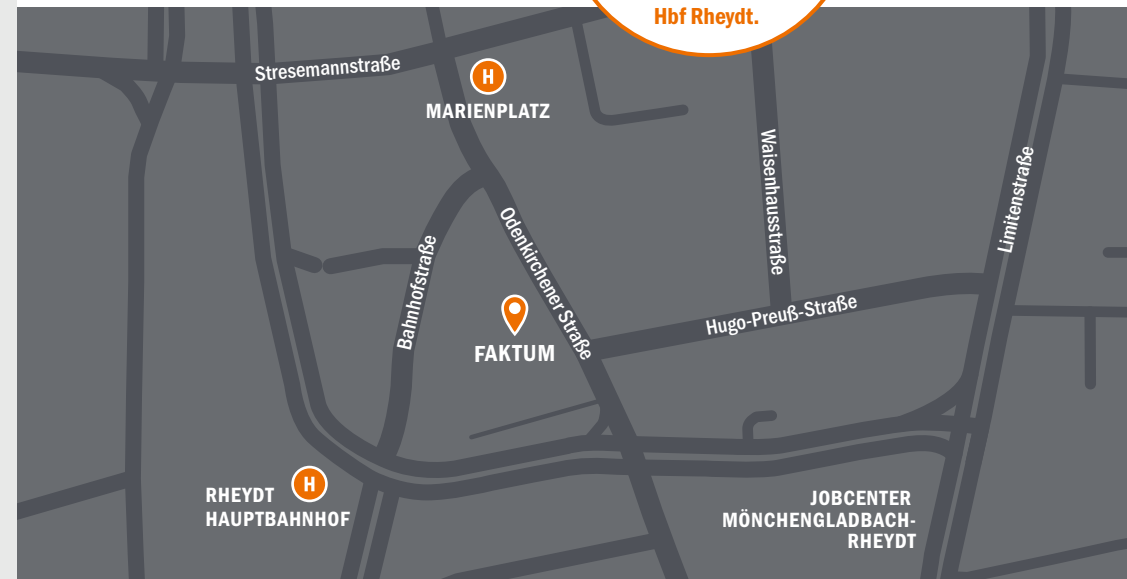 Hbf Rheydt.
Stresemannstraße
H
MARIENPLATZ
Waisenhausstraße
Limitenstraße
Odenkirchener Straße
Bahnhofstraße
Hugo-Preuß-Straße
FAKTUM
H
RHEYDT
HAUPTBAHNHOF
JOBCENTER
MÖNCHENGLADBACH-
RHEYDT